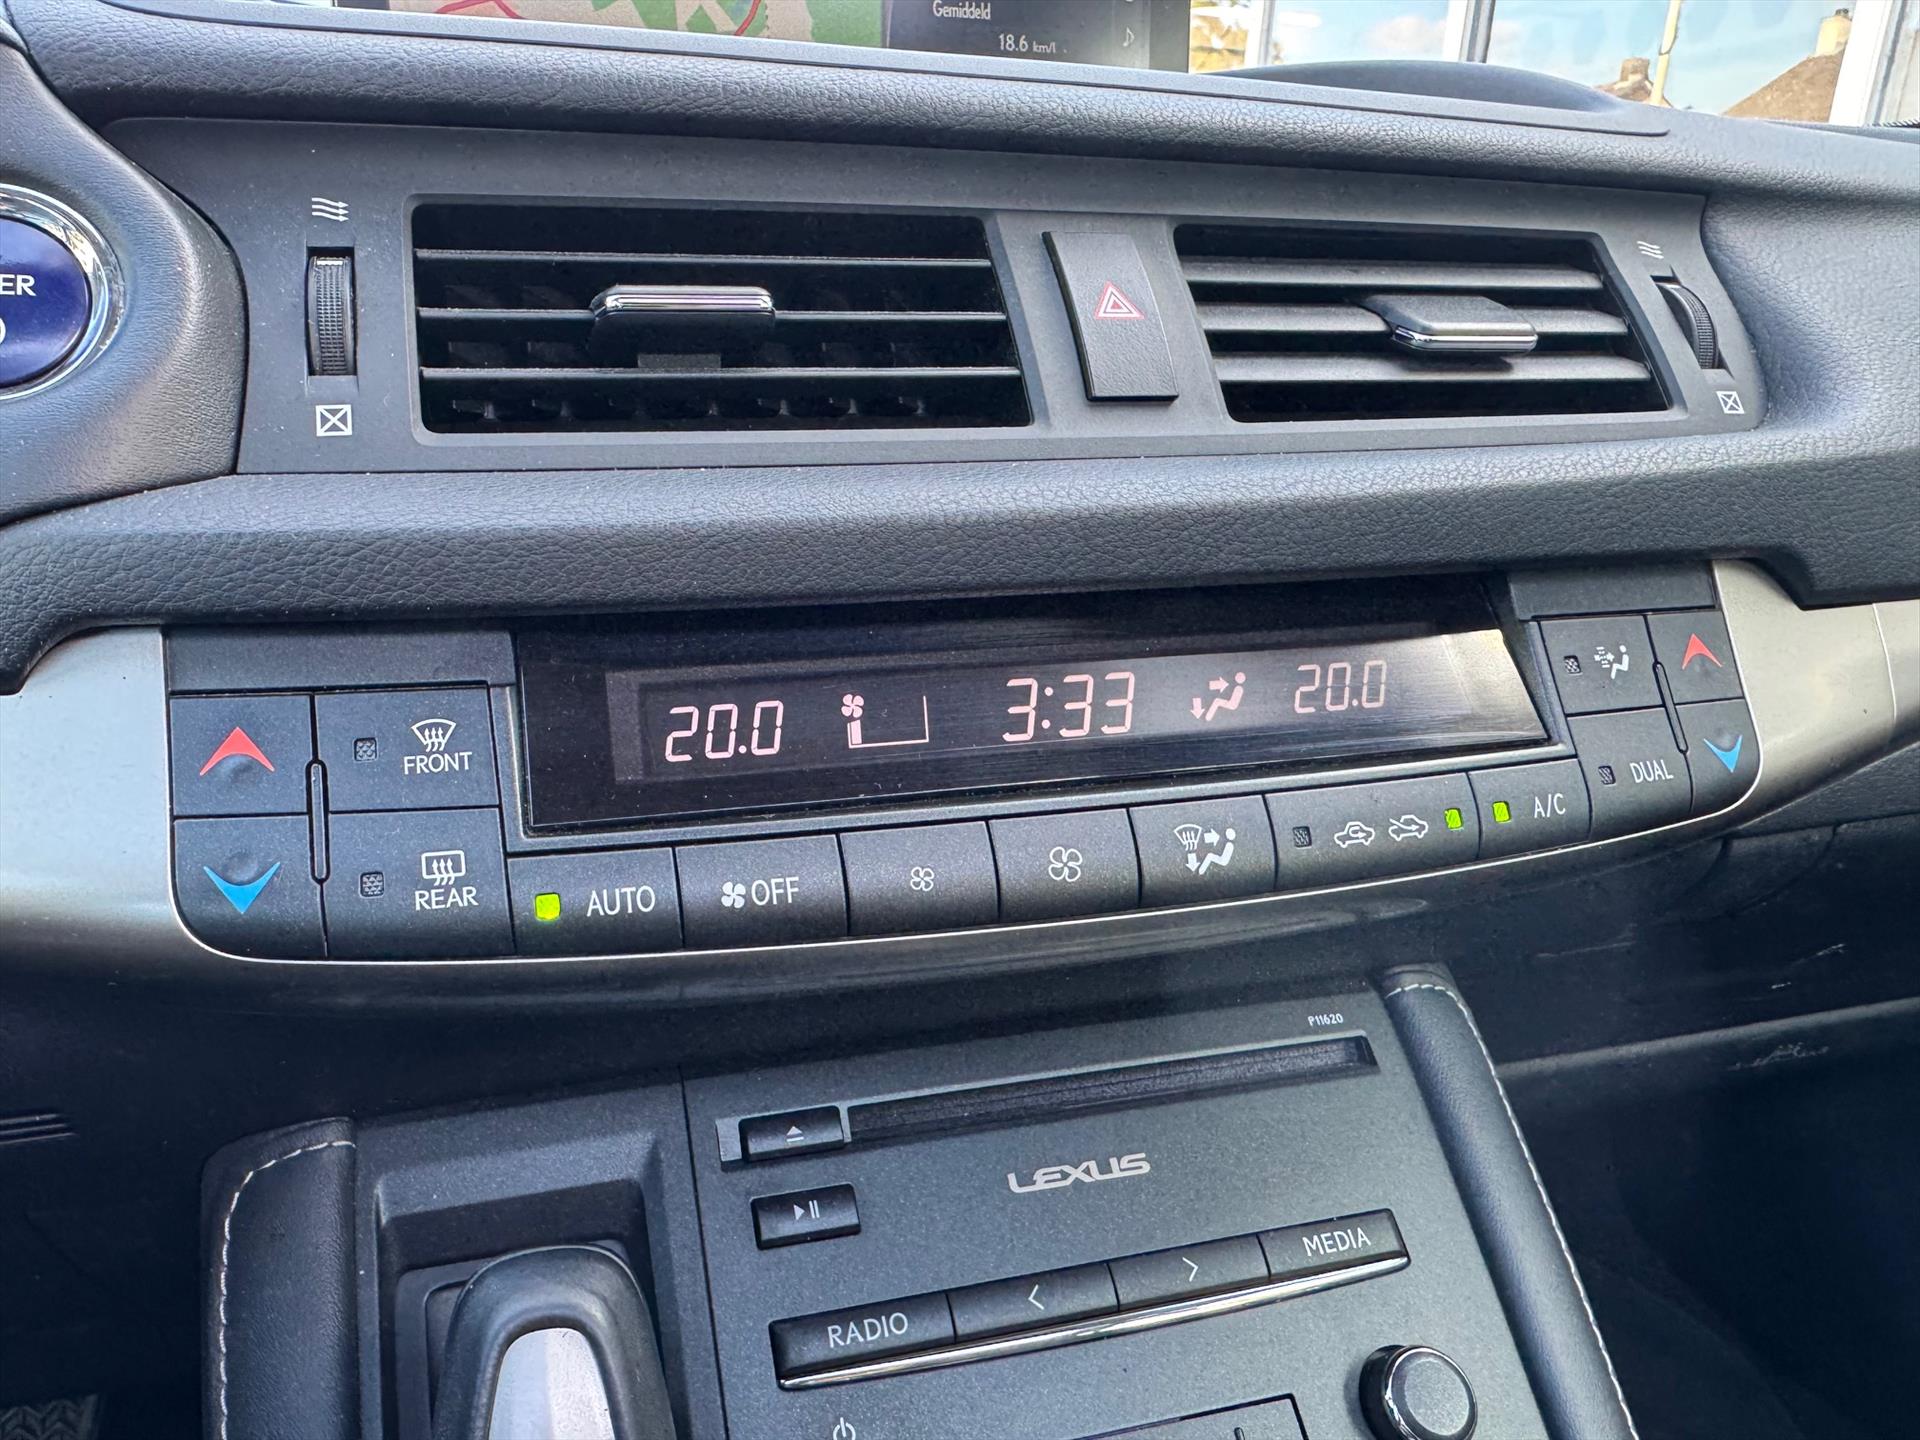 Gemiddeld
18.6 km/l
ER
20.0 3:33 20.0
FRONT
REAR
AUTO
OFF
A/C
DUAL
P11620
LEXUS
RADIO < > MEDIA